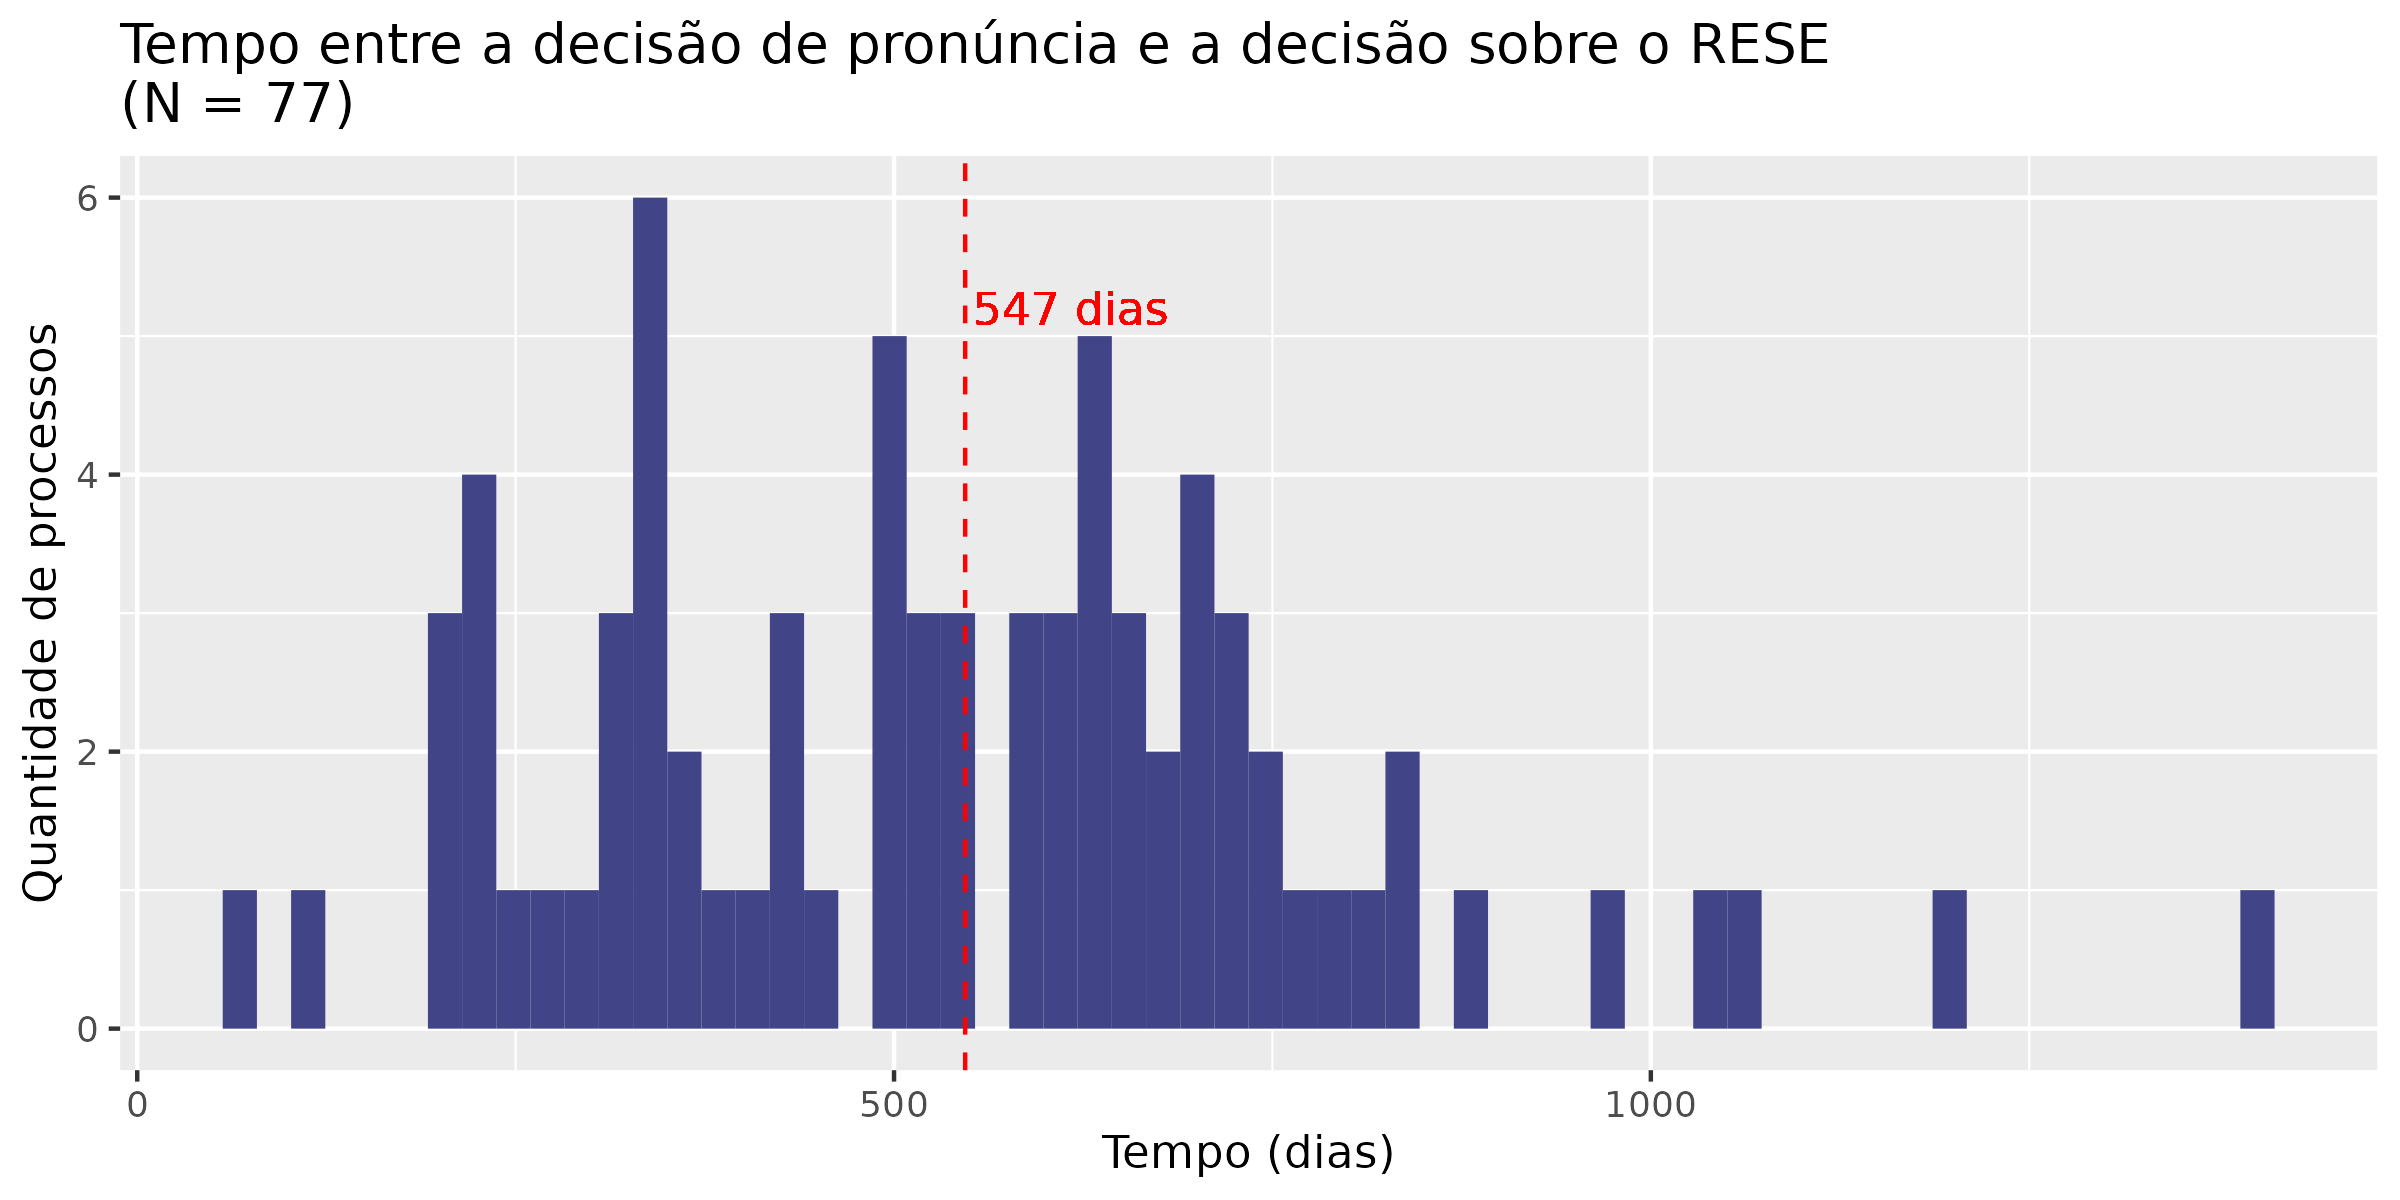 Tempo entre a decisão de pronúncia e a decisão sobre o RESE
(N = 77)
Quantidade de processos
6
4
2
0
547 dias
0
500
1000
Tempo (dias)